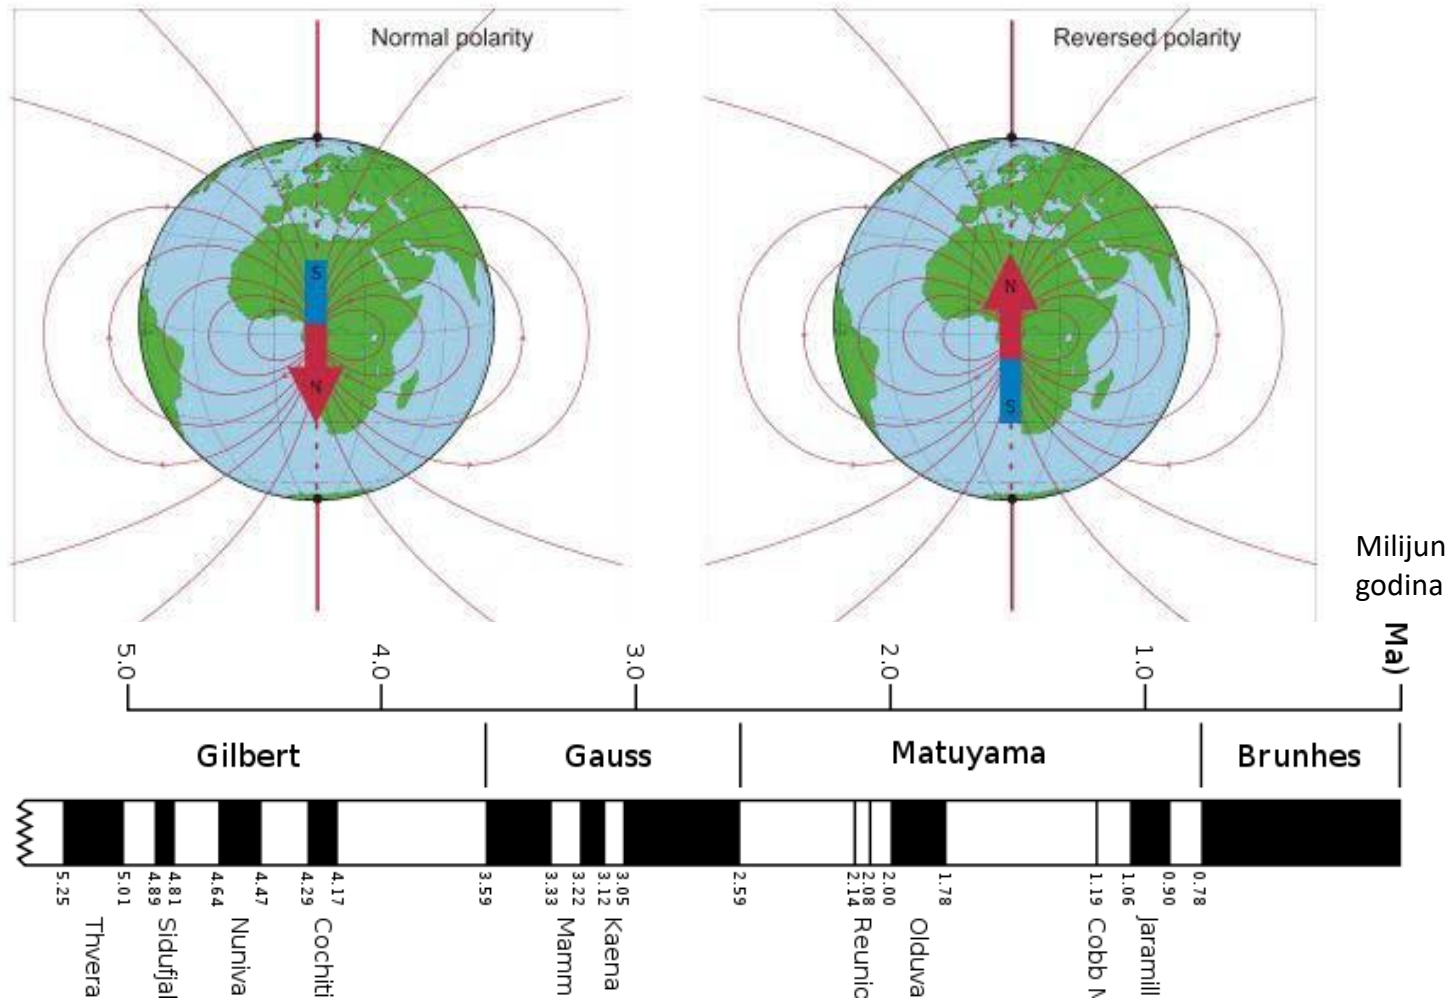 Normal polarity
Reversed polarity
S
N
N
S
Milijun
godina
5.0
4.0
3.0
2.0
1.0
Ma)
Gilbert
Gauss
Matuyama
Brunhes
5.25
5.01
4.89
4.81
4.64
4.47
4.29
4.17
3.59
3.33
3.22
3.12
3.05
2.59
2.14
2.08
2.00
1.78
1.19
1.06
0.90
0.78
Thvera
Sidufjal
Nuniva
Cochiti
Mamm
Kaena
Reunio
Olduva
Cobb M
Jaramill